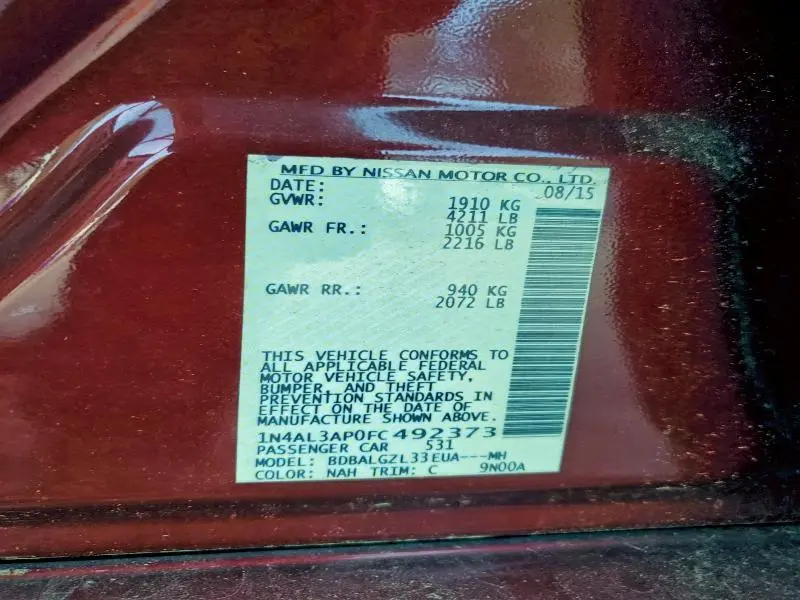 MFD BY NISSAN MOTOR CO., LTD.
DATE: 08/15
GVWR: 1910 KG
4211 LB
GAWR FR.: 1005 KG
2216 LB
GAWR RR.: 940 KG
2072 LB
THIS VEHICLE CONFORMS TO
ALL APPLICABLE FEDERAL
MOTOR VEHICLE SAFETY,
BUMPER, AND THEFT
PREVENTION STANDARDS IN
EFFECT ON THE DATE OF
MANUFACTURE SHOWN ABOVE.
1N4AL3AP0FC492373
PASSENGER CAR 531
MODEL: BDBALGZL33EUA---MH
COLOR: NAH TRIM: C 9N00A